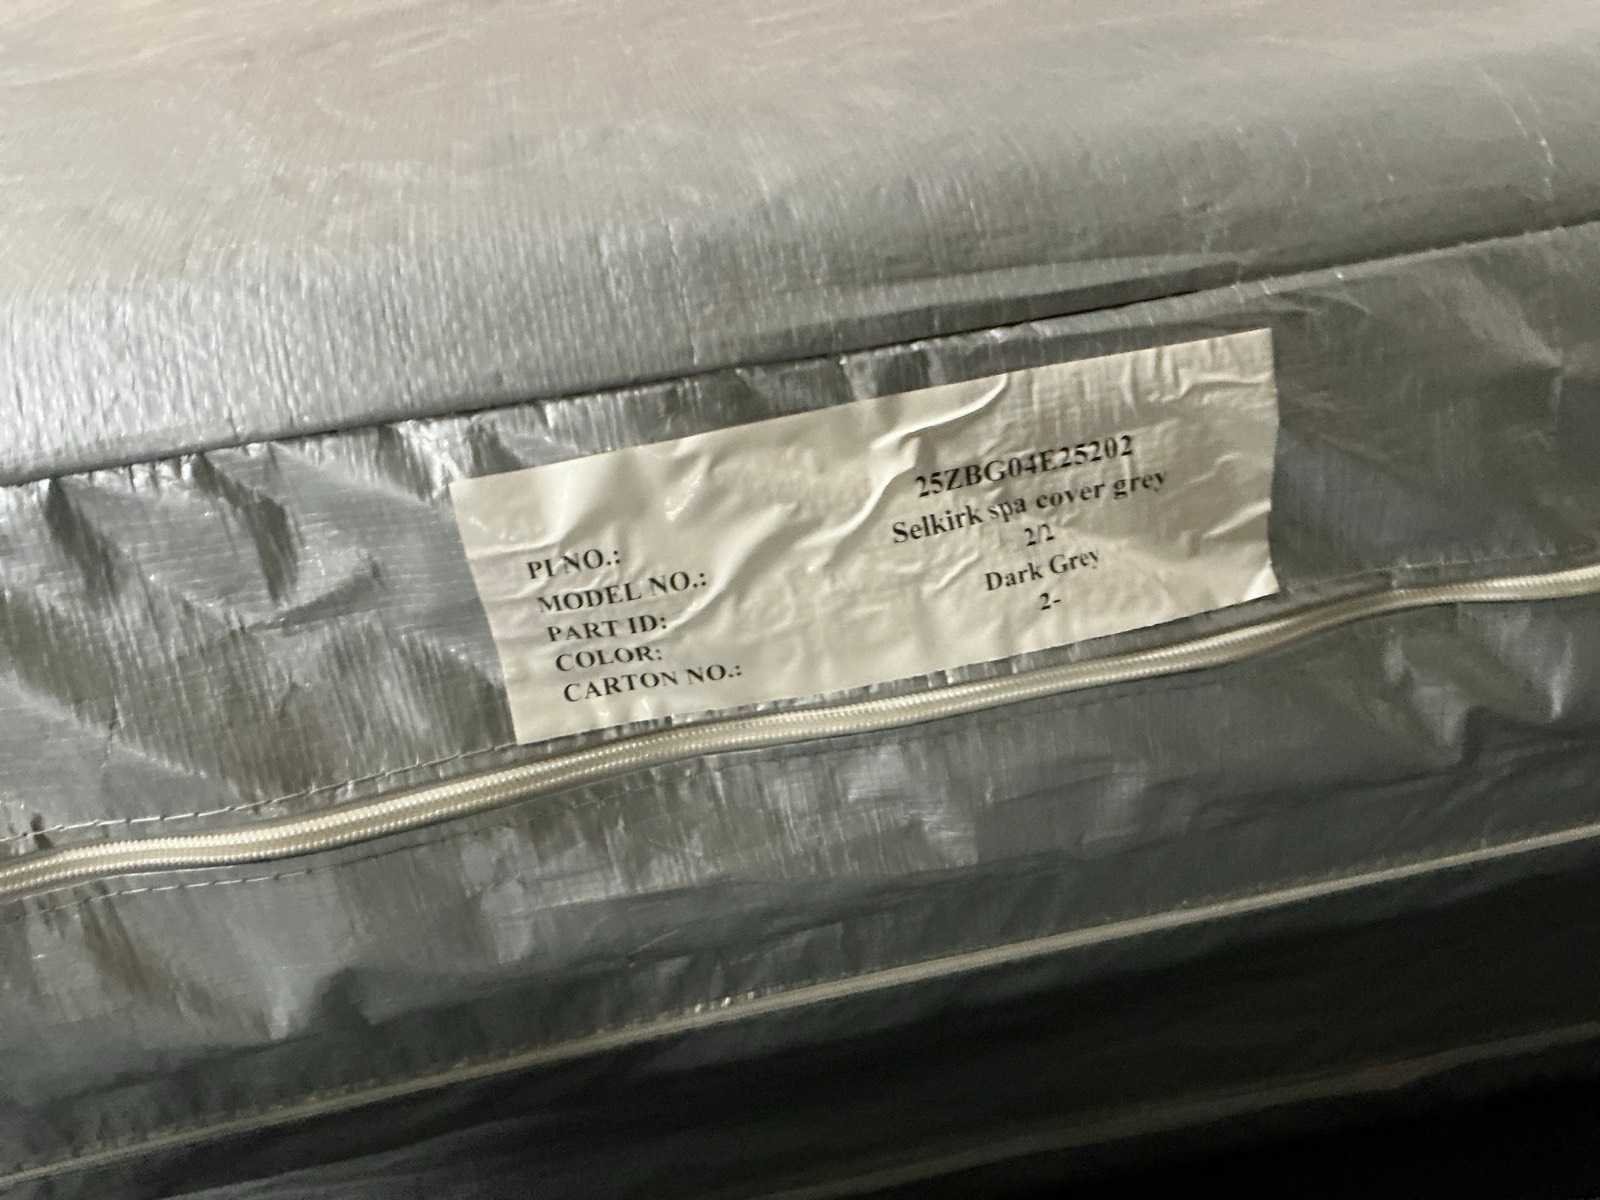 PI NO.: 25ZBG04E25202
MODEL NO.: Selkirk spa cover grey
PART ID: 2/2
COLOR: Dark Grey
CARTON NO.: 2-